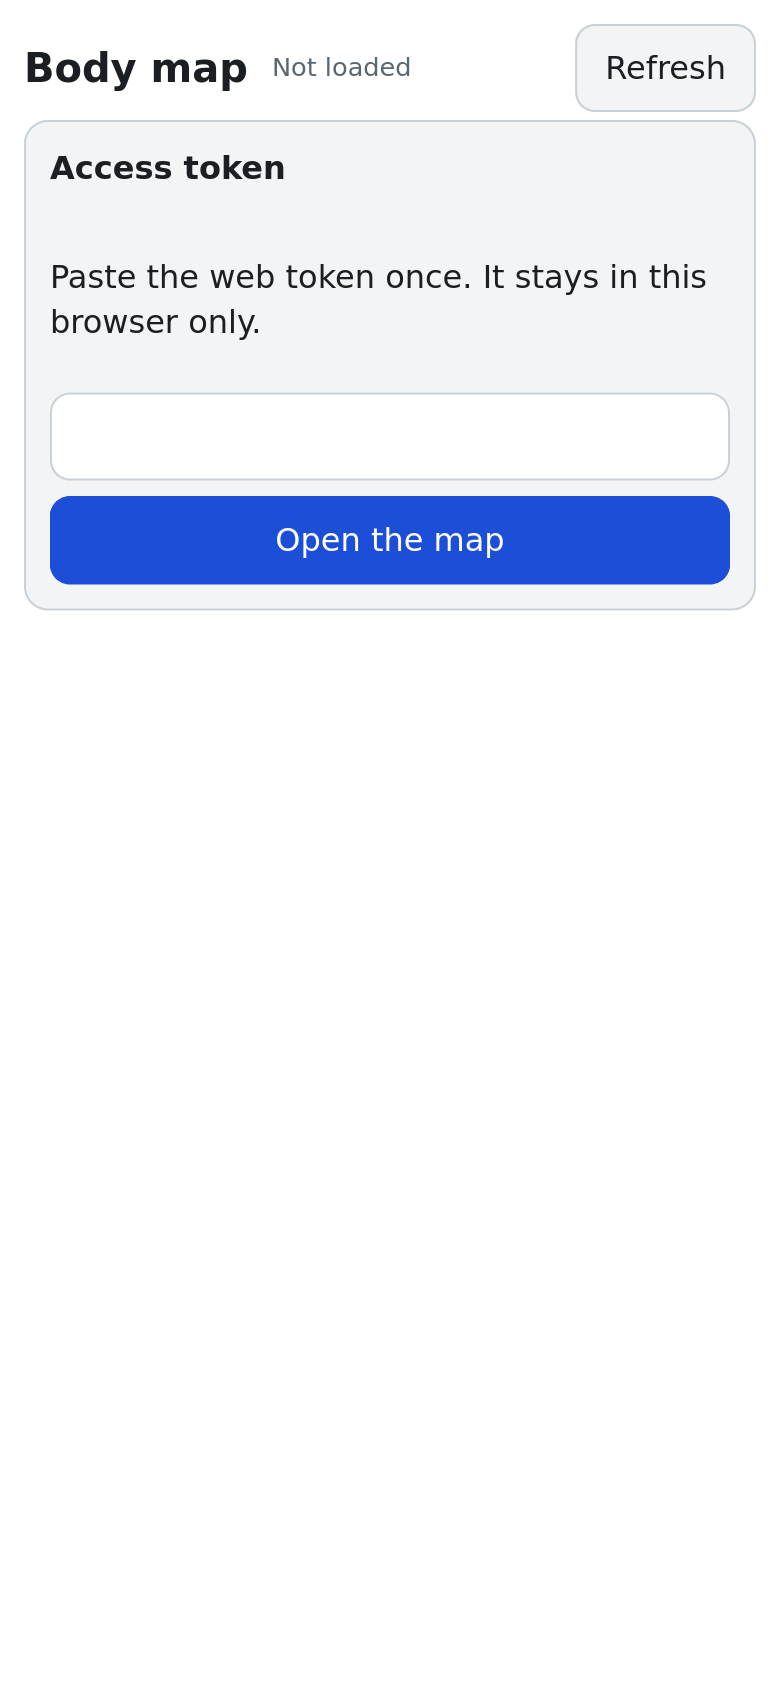 Body map Not loaded Refresh
Access token
Paste the web token once. It stays in this
browser only.
Open the map